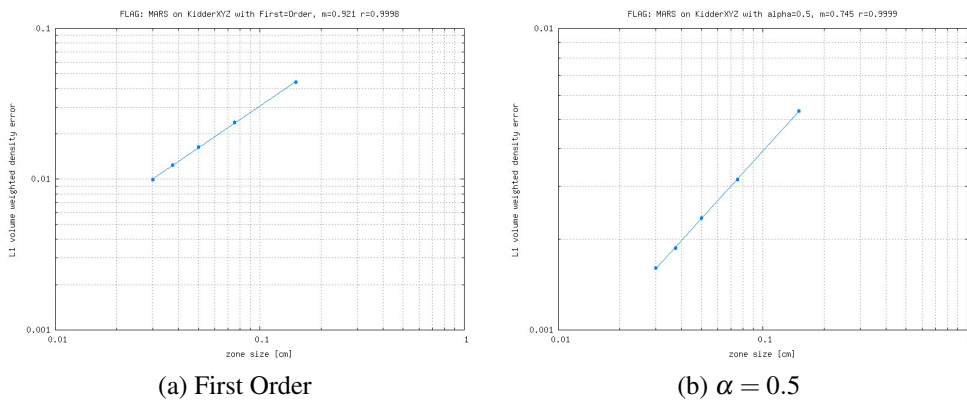 FLAG: MARS on KidderXYZ with First=Order, m=0.921 r=0.9998
0.1
0.01
0.001
L1 volume weighted density error
0.01
0.1
1
zone size [cm]
(a) First Order
FLAG: MARS on KidderXYZ with alpha=0.5, m=0.745 r=0.9999
0.01
0.001
L1 volume weighted density error
0.01
0.1
zone size [cm]
(b) α = 0.5